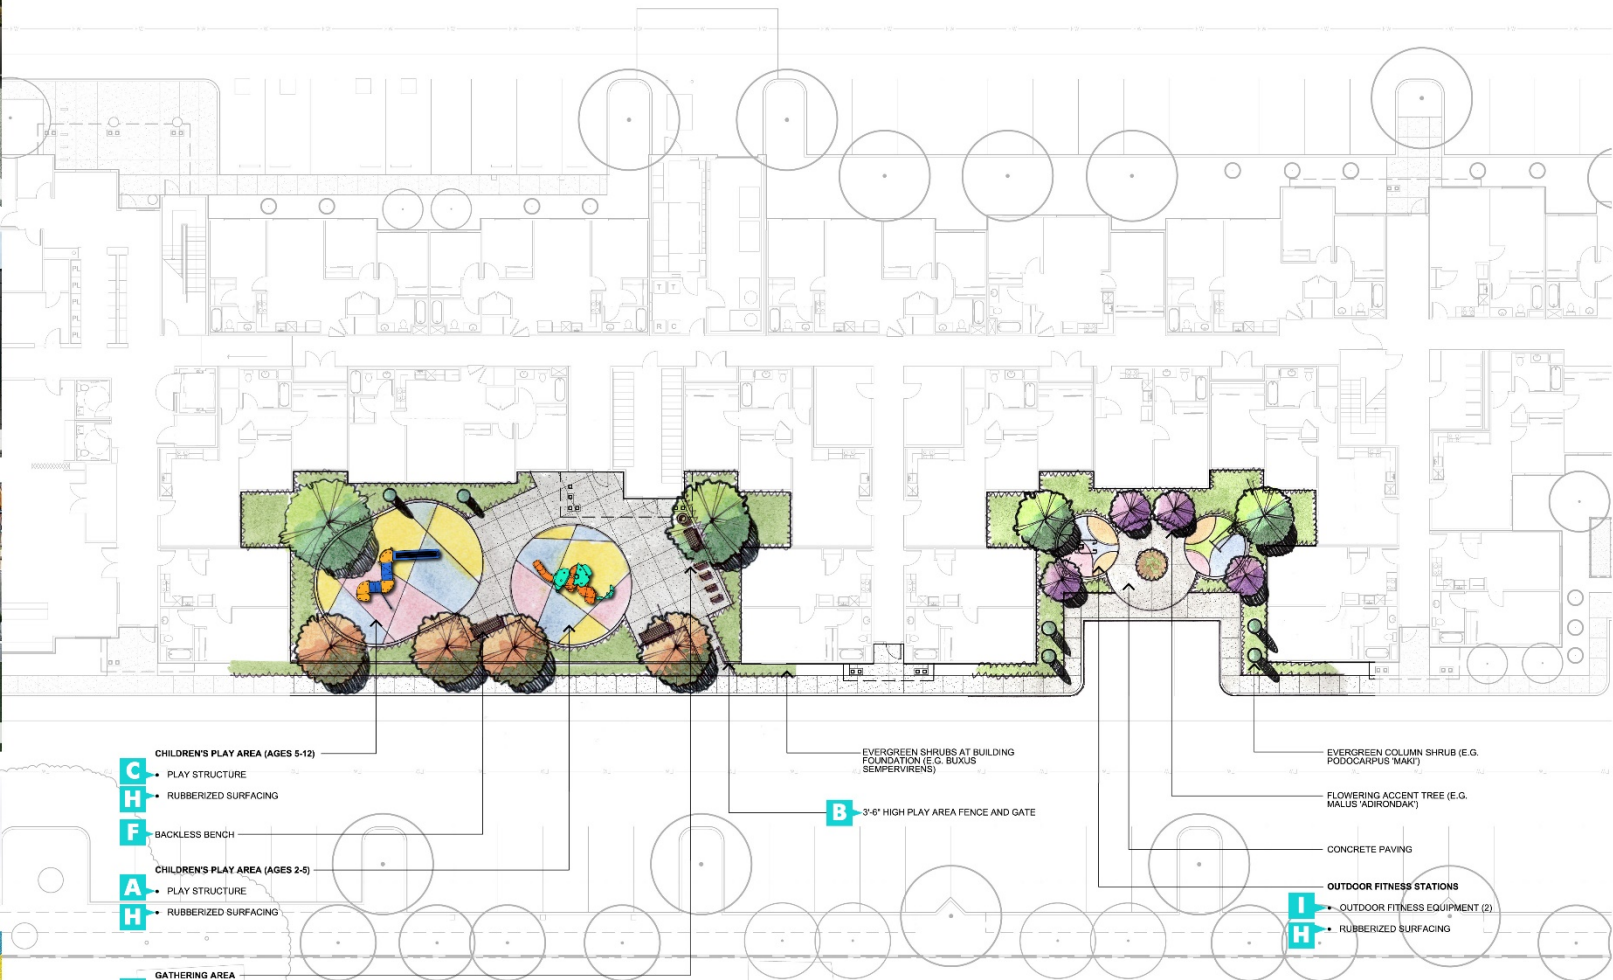 CHILDREN'S PLAY AREA (AGES 5-12)
C
• PLAY STRUCTURE
H
• RUBBERIZED SURFACING
F
BACKLESS BENCH
CHILDREN'S PLAY AREA (AGES 2-5)
A
• PLAY STRUCTURE
H
• RUBBERIZED SURFACING
GATHERING AREA
EVERGREEN SHRUBS AT BUILDING
FOUNDATION (E.G. BUXUS
SEMPERVIRENS)
B
3'-6" HIGH PLAY AREA FENCE AND GATE
EVERGREEN COLUMN SHRUB (E.G.
PODOCARPUS 'MAKI')
FLOWERING ACCENT TREE (E.G.
MALUS 'ADIRONDAK')
CONCRETE PAVING
OUTDOOR FITNESS STATIONS
I
• OUTDOOR FITNESS EQUIPMENT (2)
H
• RUBBERIZED SURFACING